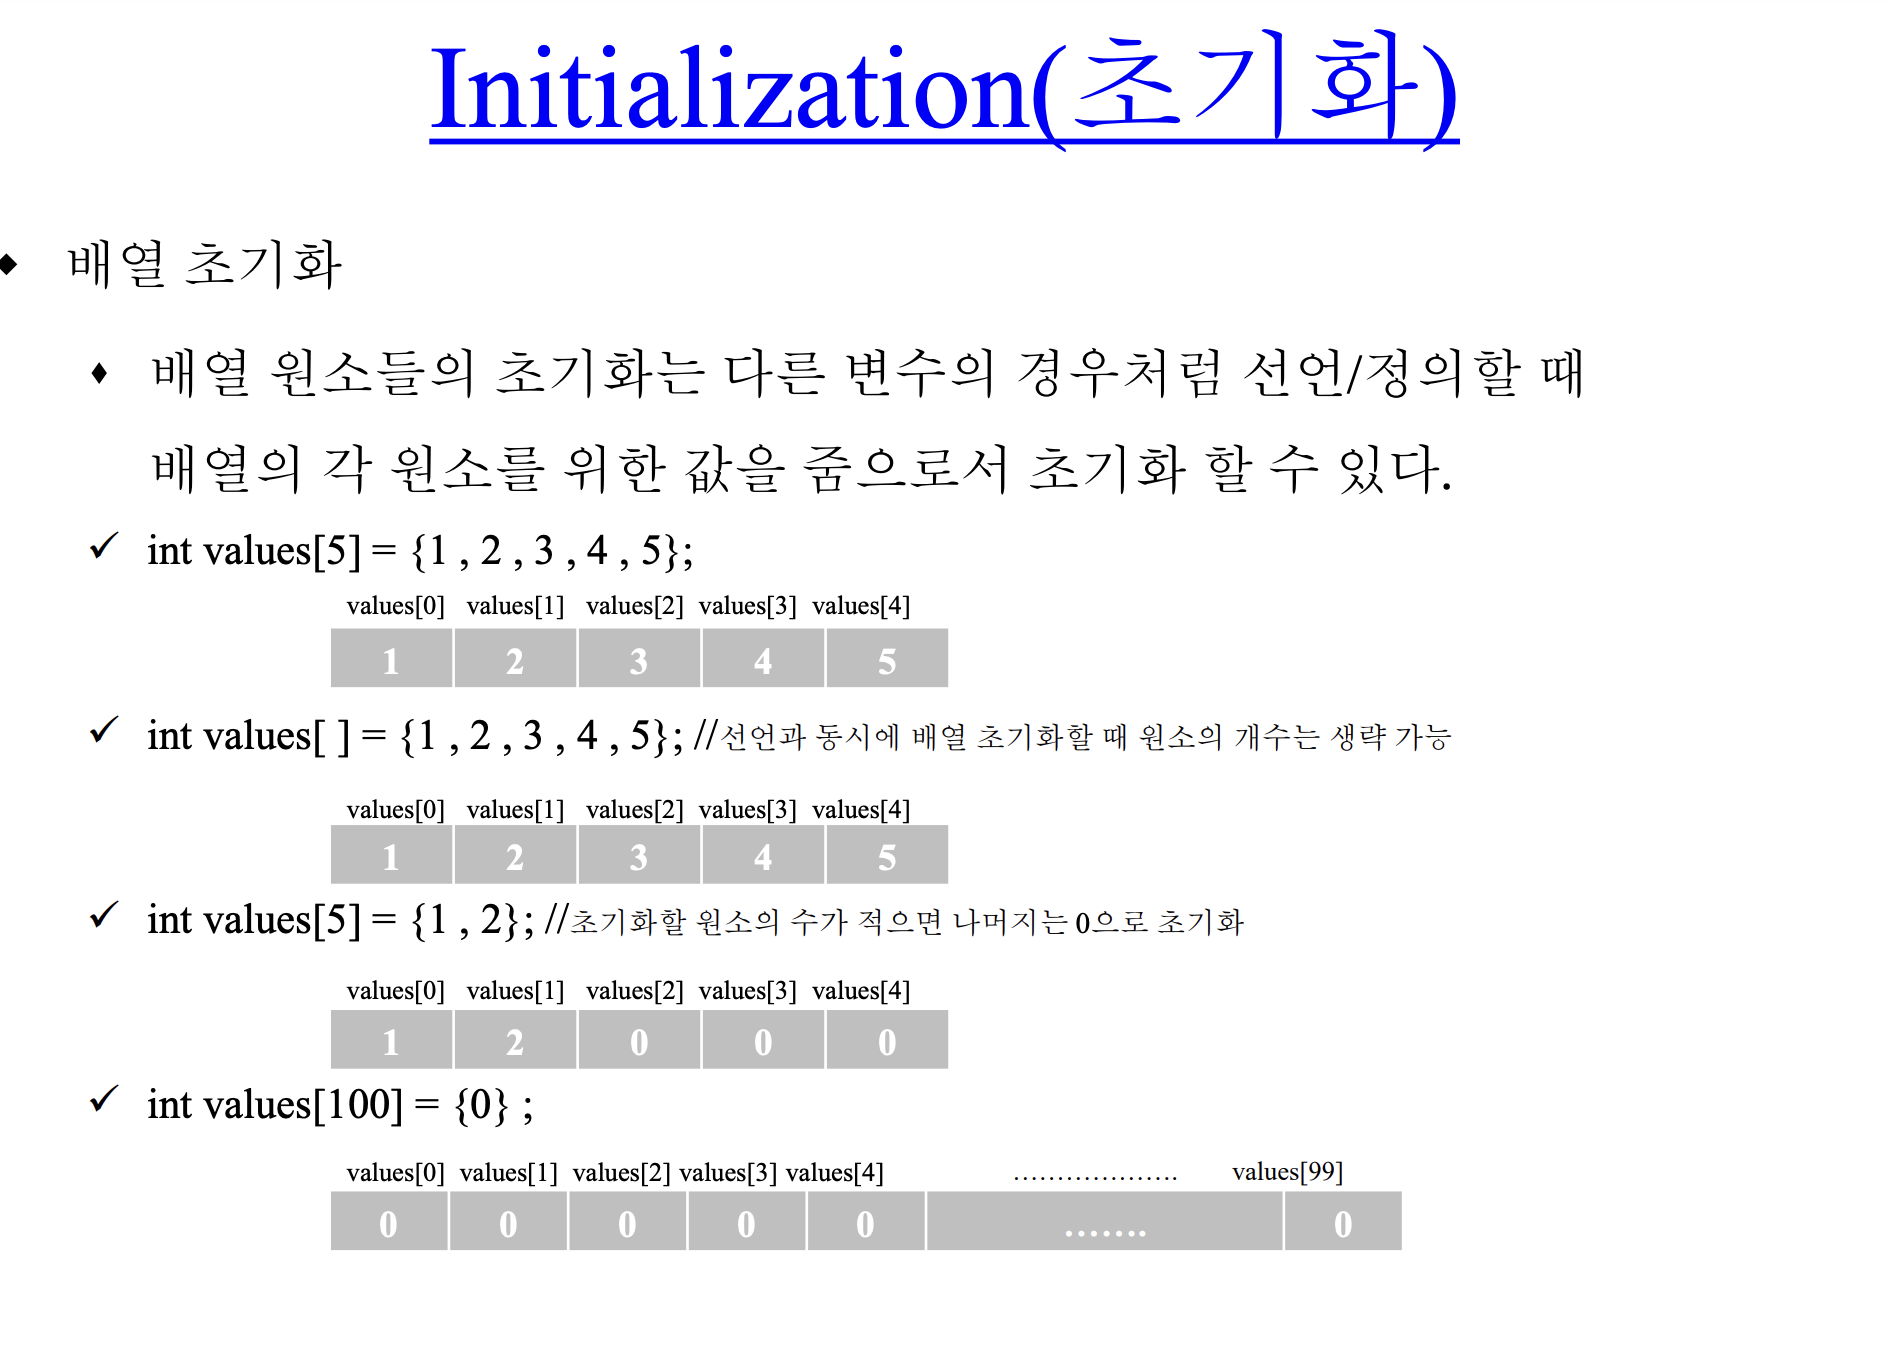 Initialization(초기화)
배열 초기화
배열 원소들의 초기화는 다른 변수의 경우처럼 선언/정의할 때
배열의 각 원소를 위한 값을 줌으로서 초기화 할 수 있다.
int values[5] = {1 , 2 , 3 , 4 , 5};
values[0] values[1] values[2] values[3] values[4]
1 2 3 4 5
int values[ ] = {1 , 2 , 3 , 4 , 5}; //선언과 동시에 배열 초기화할 때 원소의 개수는 생략 가능
values[0] values[1] values[2] values[3] values[4]
1 2 3 4 5
int values[5] = {1 , 2}; //초기화할 원소의 수가 적으면 나머지는 0으로 초기화
values[0] values[1] values[2] values[3] values[4]
1 2 0 0 0
int values[100] = {0} ;
values[0] values[1] values[2] values[3] values[4] ................... values[99]
0 0 0 0 0 ....... 0